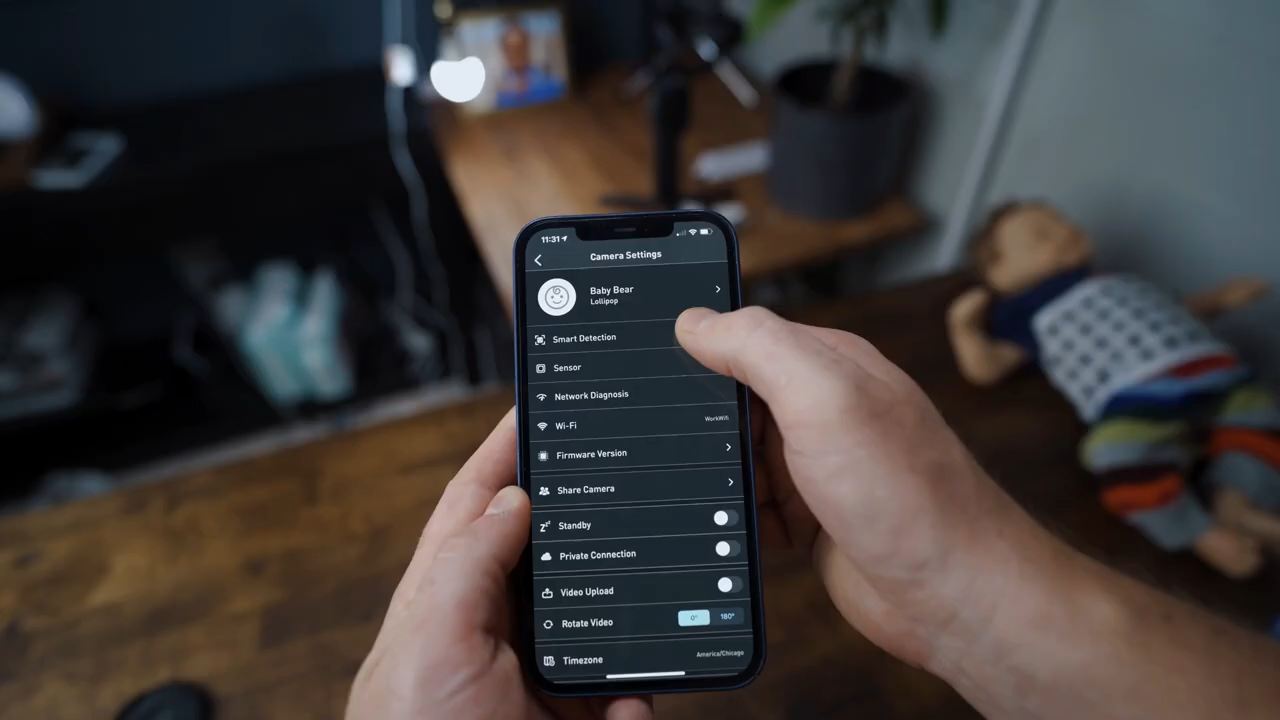 11:31
Camera Settings
Baby Bear
Lollipop
Smart Detection
Sensor
Network Diagnosis
Wi-Fi WorkWifi
Firmware Version
Share Camera
Standby
Private Connection
Video Upload
Rotate Video 0° 180°
Timezone America/Chicago